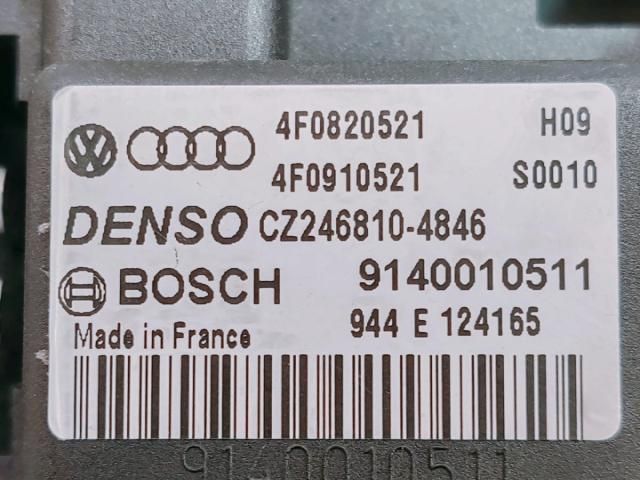 4F0820521 H09
4F0910521 S0010
DENSO CZ246810-4846
BOSCH 9140010511
Made in France 944 E 124165
9140010511